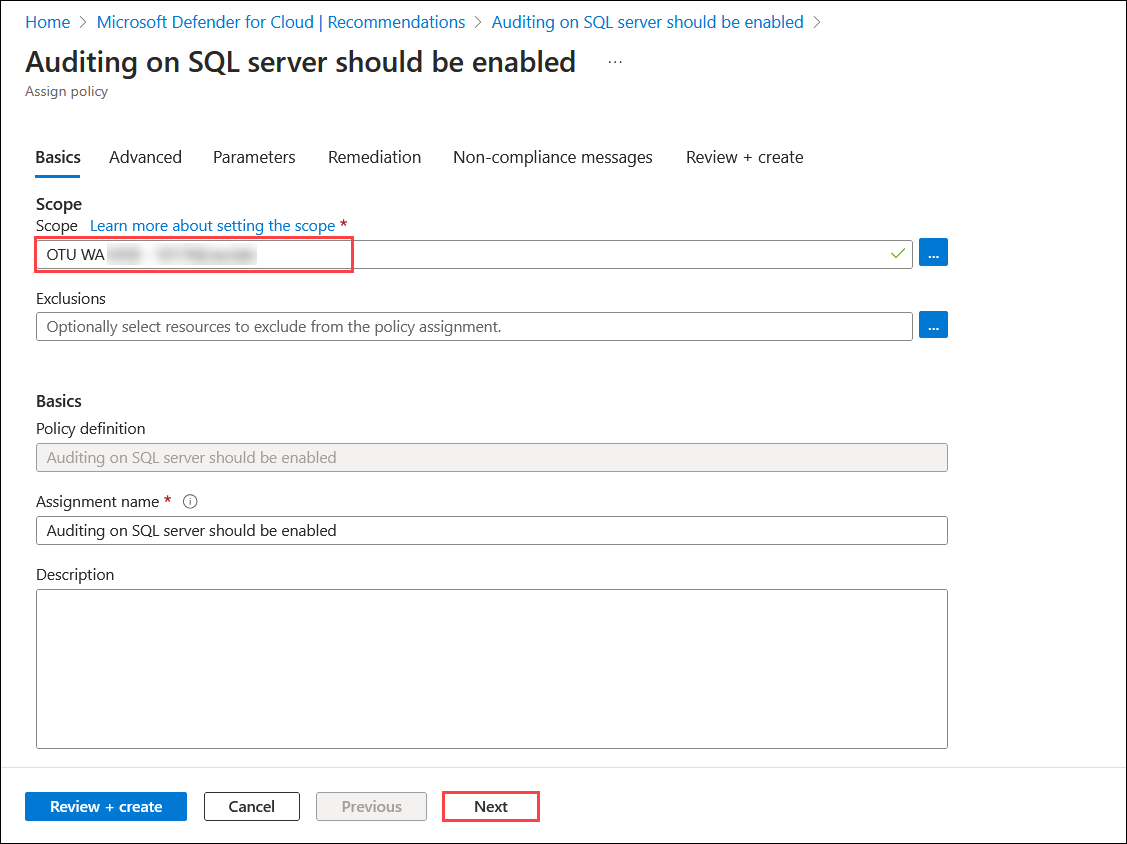 Home > Microsoft Defender for Cloud | Recommendations > Auditing on SQL server should be enabled >
Auditing on SQL server should be enabled ...
Assign policy
Basics Advanced Parameters Remediation Non-compliance messages Review + create
Scope
Scope Learn more about setting the scope *
OTU WA
...
Exclusions
Optionally select resources to exclude from the policy assignment.
...
Basics
Policy definition
Auditing on SQL server should be enabled
Assignment name *
Auditing on SQL server should be enabled
Description
Review + create Cancel Previous Next